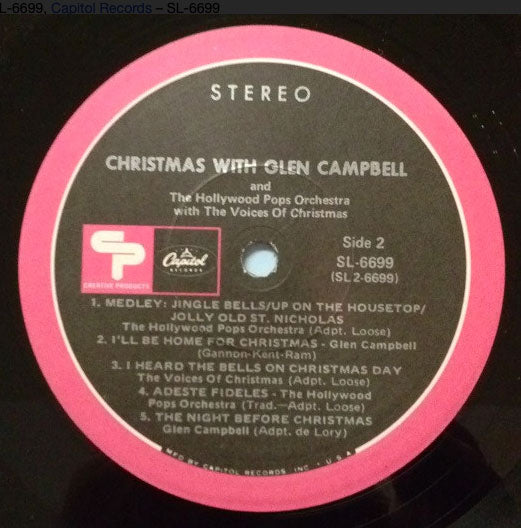 L-6699, Capitol Records – SL-6699
STEREO
CHRISTMAS WITH GLEN CAMPBELL
and
The Hollywood Pops Orchestra
with The Voices Of Christmas
Side 2
SL-6699
(SL 2-6699)
CP
CREATIVE PRODUCTS
Capitol
RECORDS
1. MEDLEY: JINGLE BELLS/UP ON THE HOUSETOP/
JOLLY OLD ST. NICHOLAS
The Hollywood Pops Orchestra (Adpt. Loose)
2. I'LL BE HOME FOR CHRISTMAS - Glen Campbell
(Gannon-Kent-Ram)
3. I HEARD THE BELLS ON CHRISTMAS DAY
The Voices Of Christmas (Adpt. Loose)
4. ADESTE FIDELES - The Hollywood
Pops Orchestra (Trad.—Adpt. Loose)
5. THE NIGHT BEFORE CHRISTMAS
Glen Campbell (Adpt. de Lory)
MFD BY CAPITOL RECORDS INC. • U.S.A.